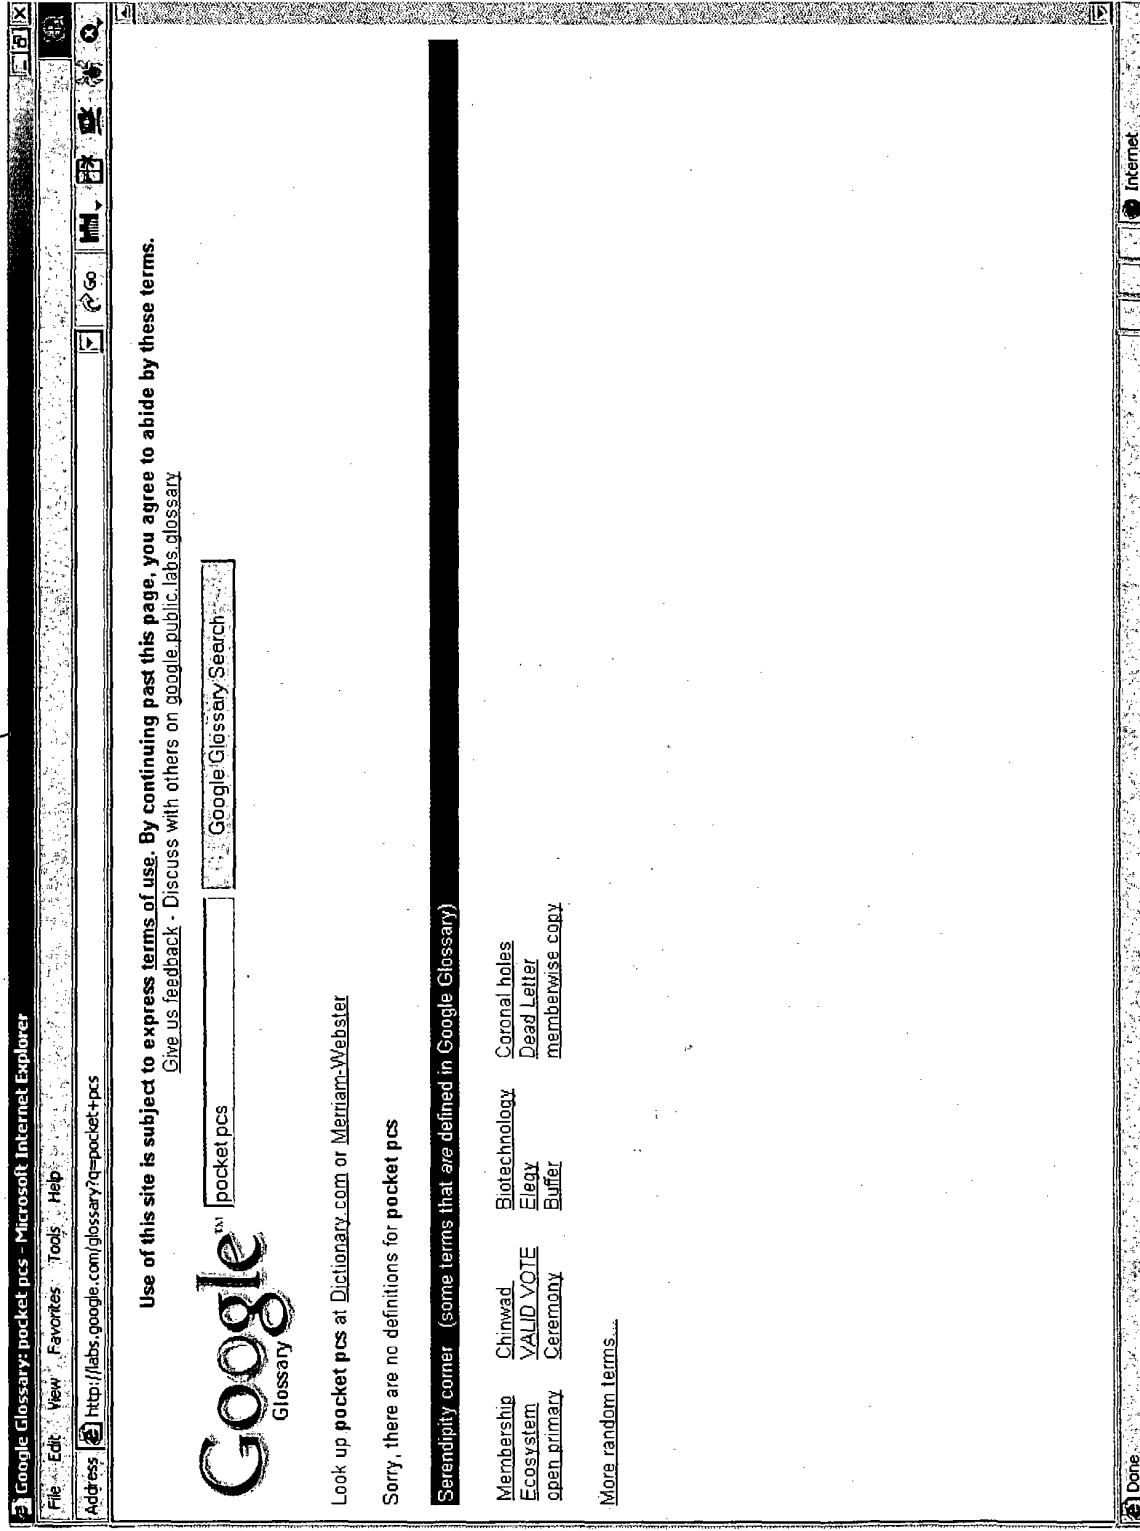 Google Glossary: pocket pcs - Microsoft Internet Explorer
File Edit View Favorites Tools Help
Address http://labs.google.com/glossary?q=pocket+pcs Go
Use of this site is subject to express terms of use. By continuing past this page, you agree to abide by these terms.
Give us feedback - Discuss with others on google.public.labs.glossary
Google™ Glossary
pocket pcs Google Glossary Search
Look up pocket pcs at Dictionary.com or Merriam-Webster
Sorry, there are no definitions for pocket pcs
Serendipity corner (some terms that are defined in Google Glossary)
Membership Chinwad Biotechnology Coronal holes
Ecosystem VALID VOTE Elegy Dead Letter
open primary Ceremony Buffer memberwise copy
More random terms...
Done Internet